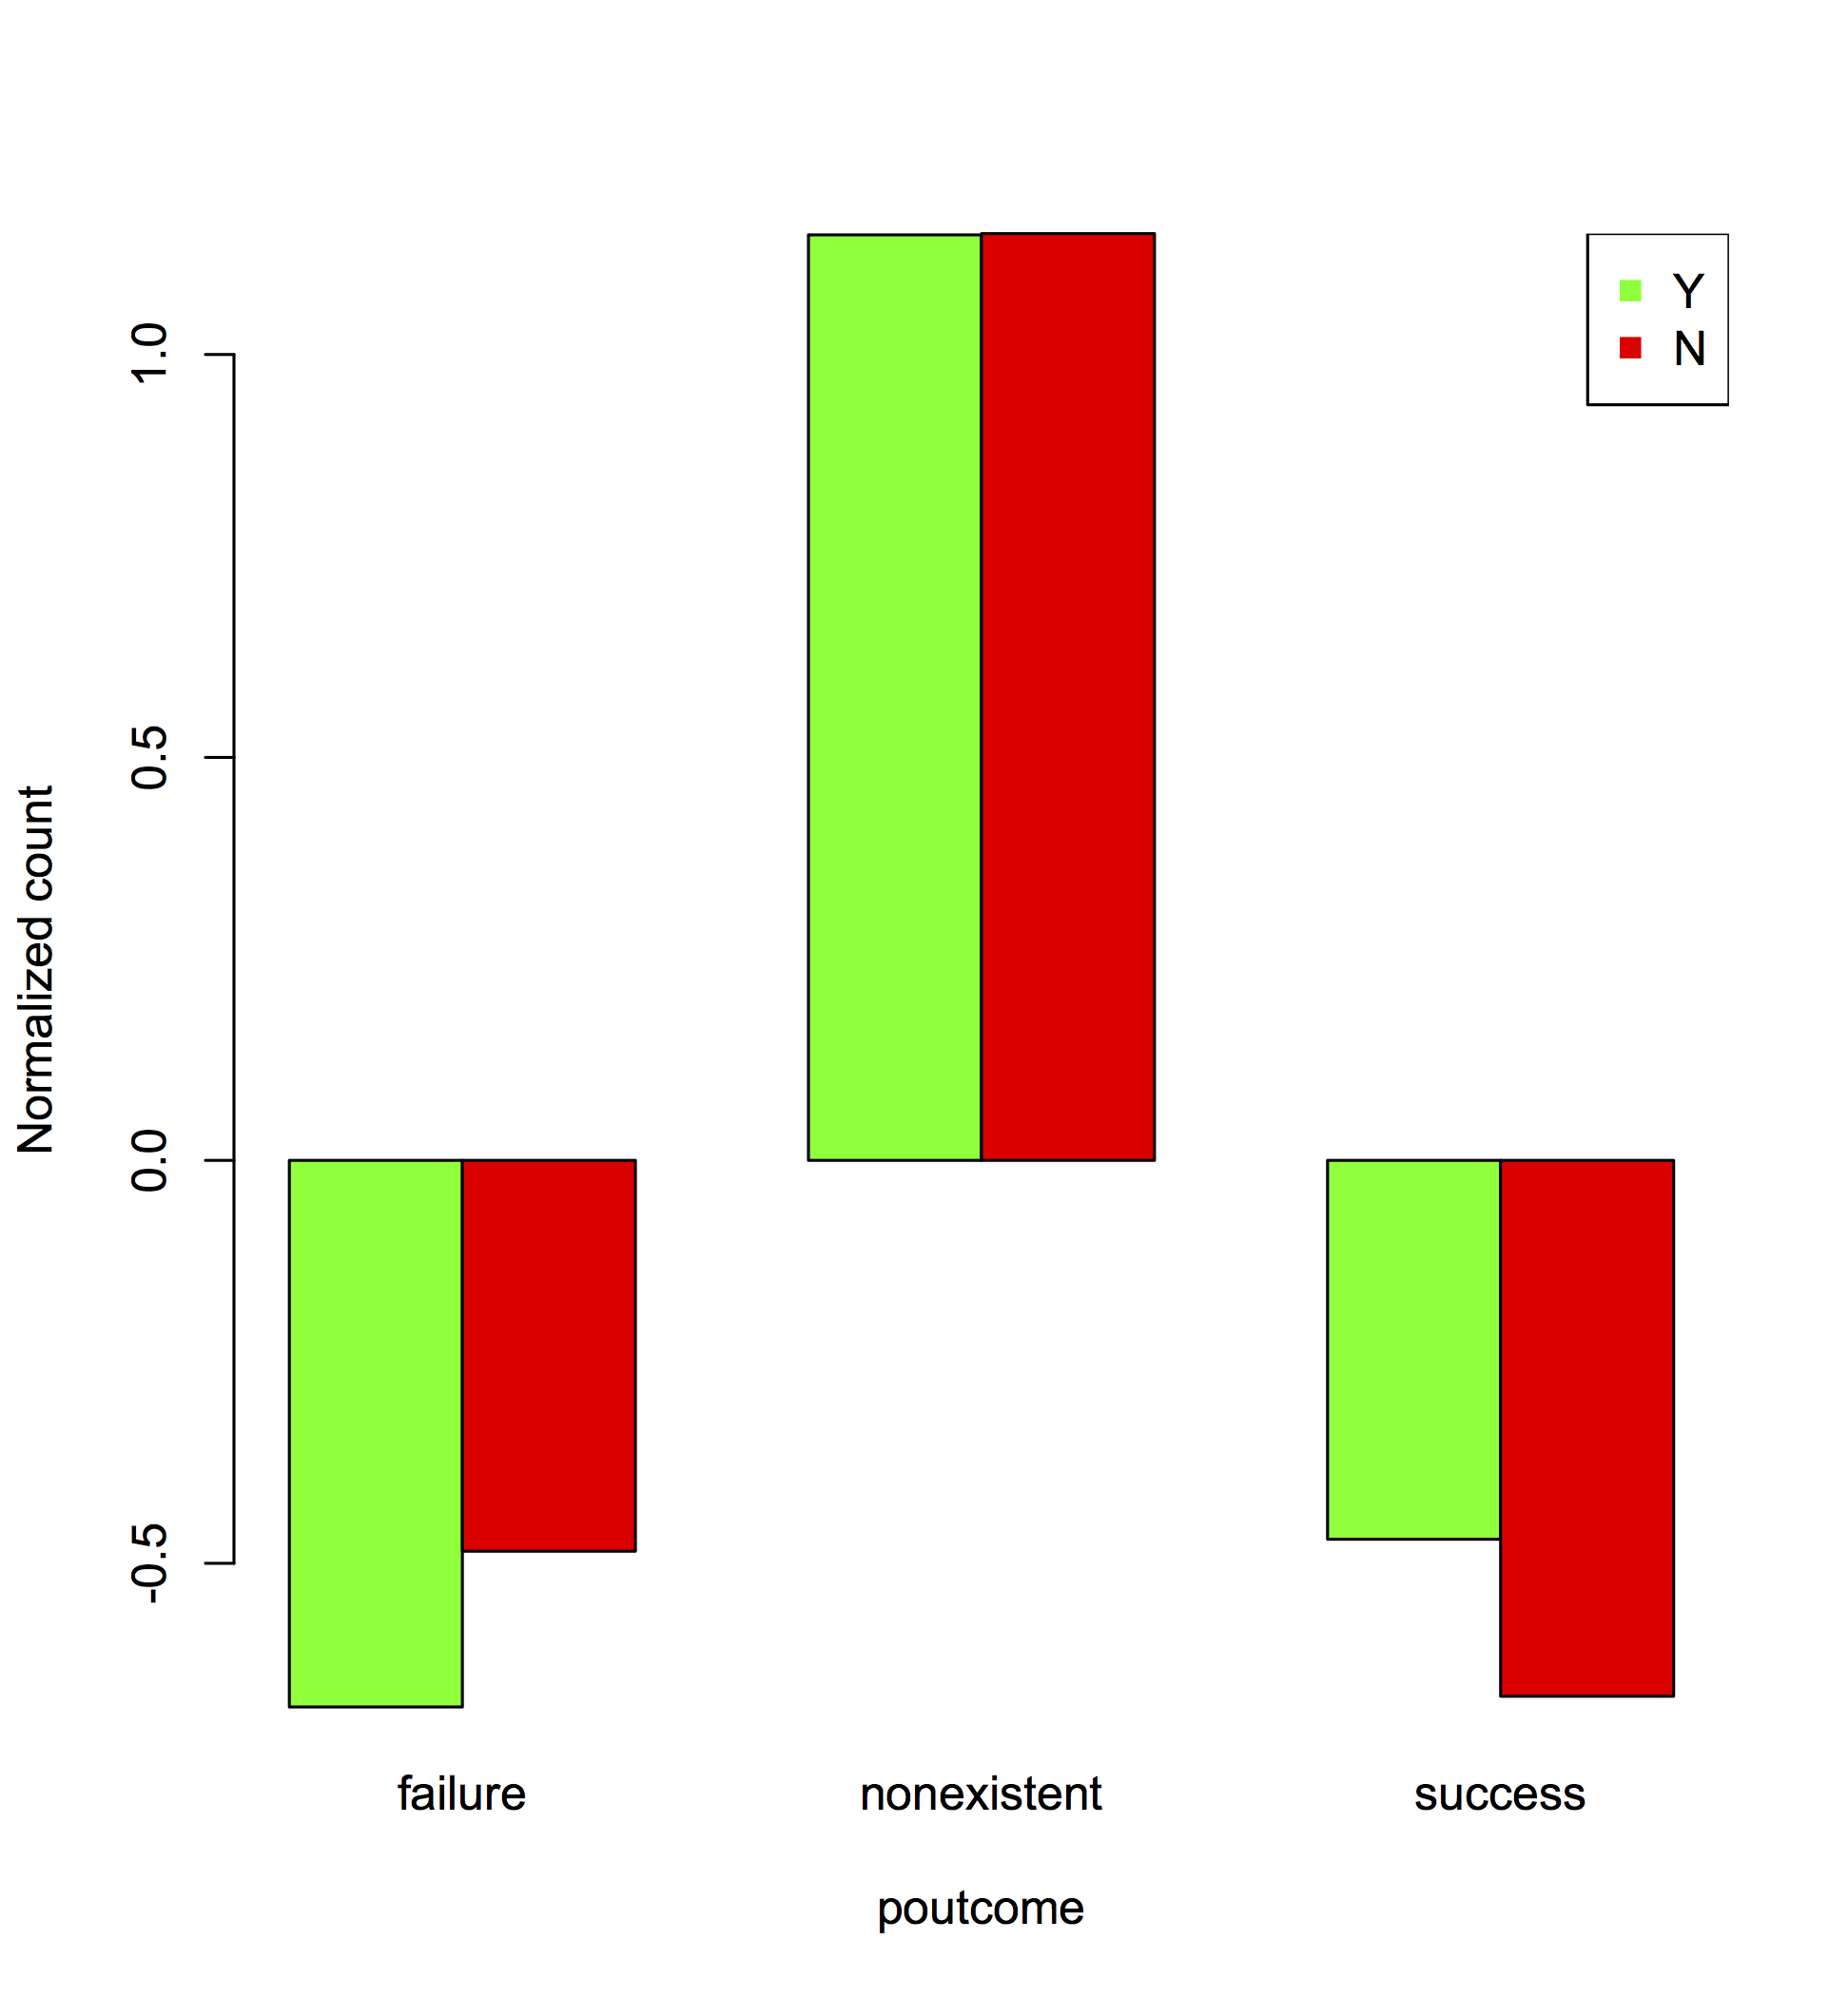 Y
N
1.0
0.5
0.0
-0.5
Normalized count
failure nonexistent success
poutcome